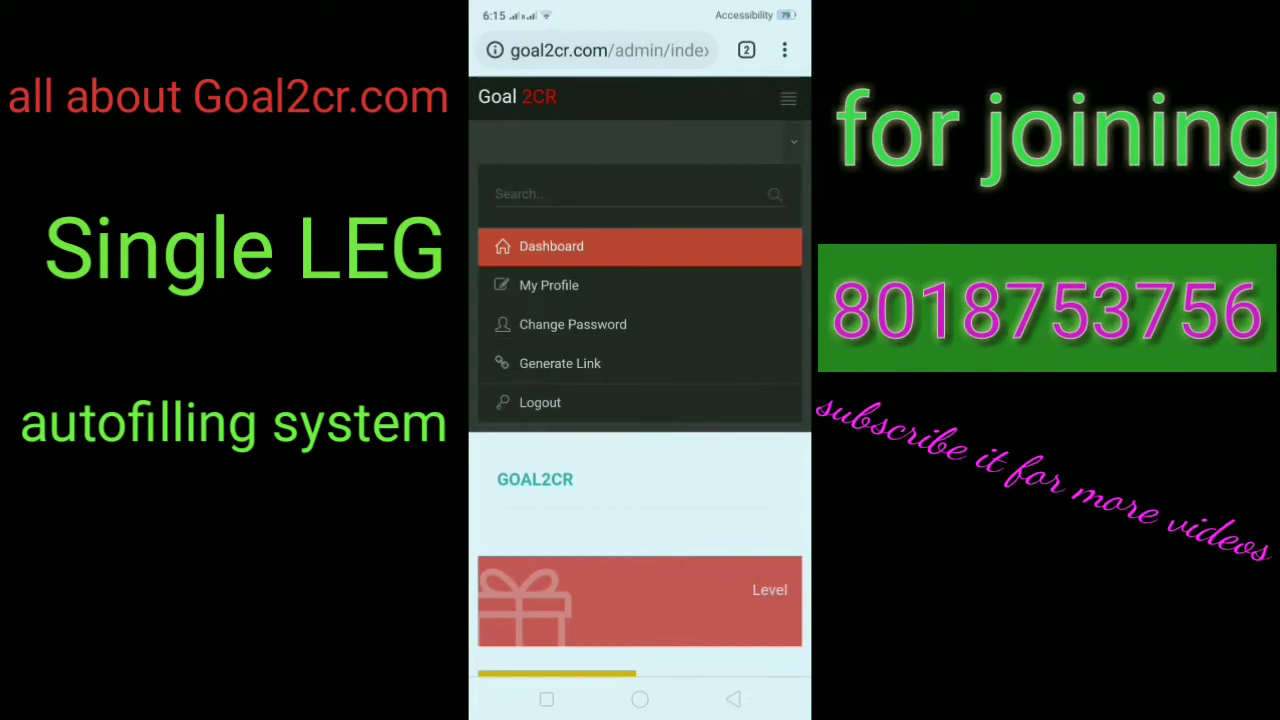 all about Goal2cr.com
Single LEG
autofilling system
6:15
Accessibility 79
goal2cr.com/admin/index
2
Goal 2CR
Search...
Dashboard
My Profile
Change Password
Generate Link
Logout
GOAL2CR
Level
for joining
8018753756
subscribe it for more videos